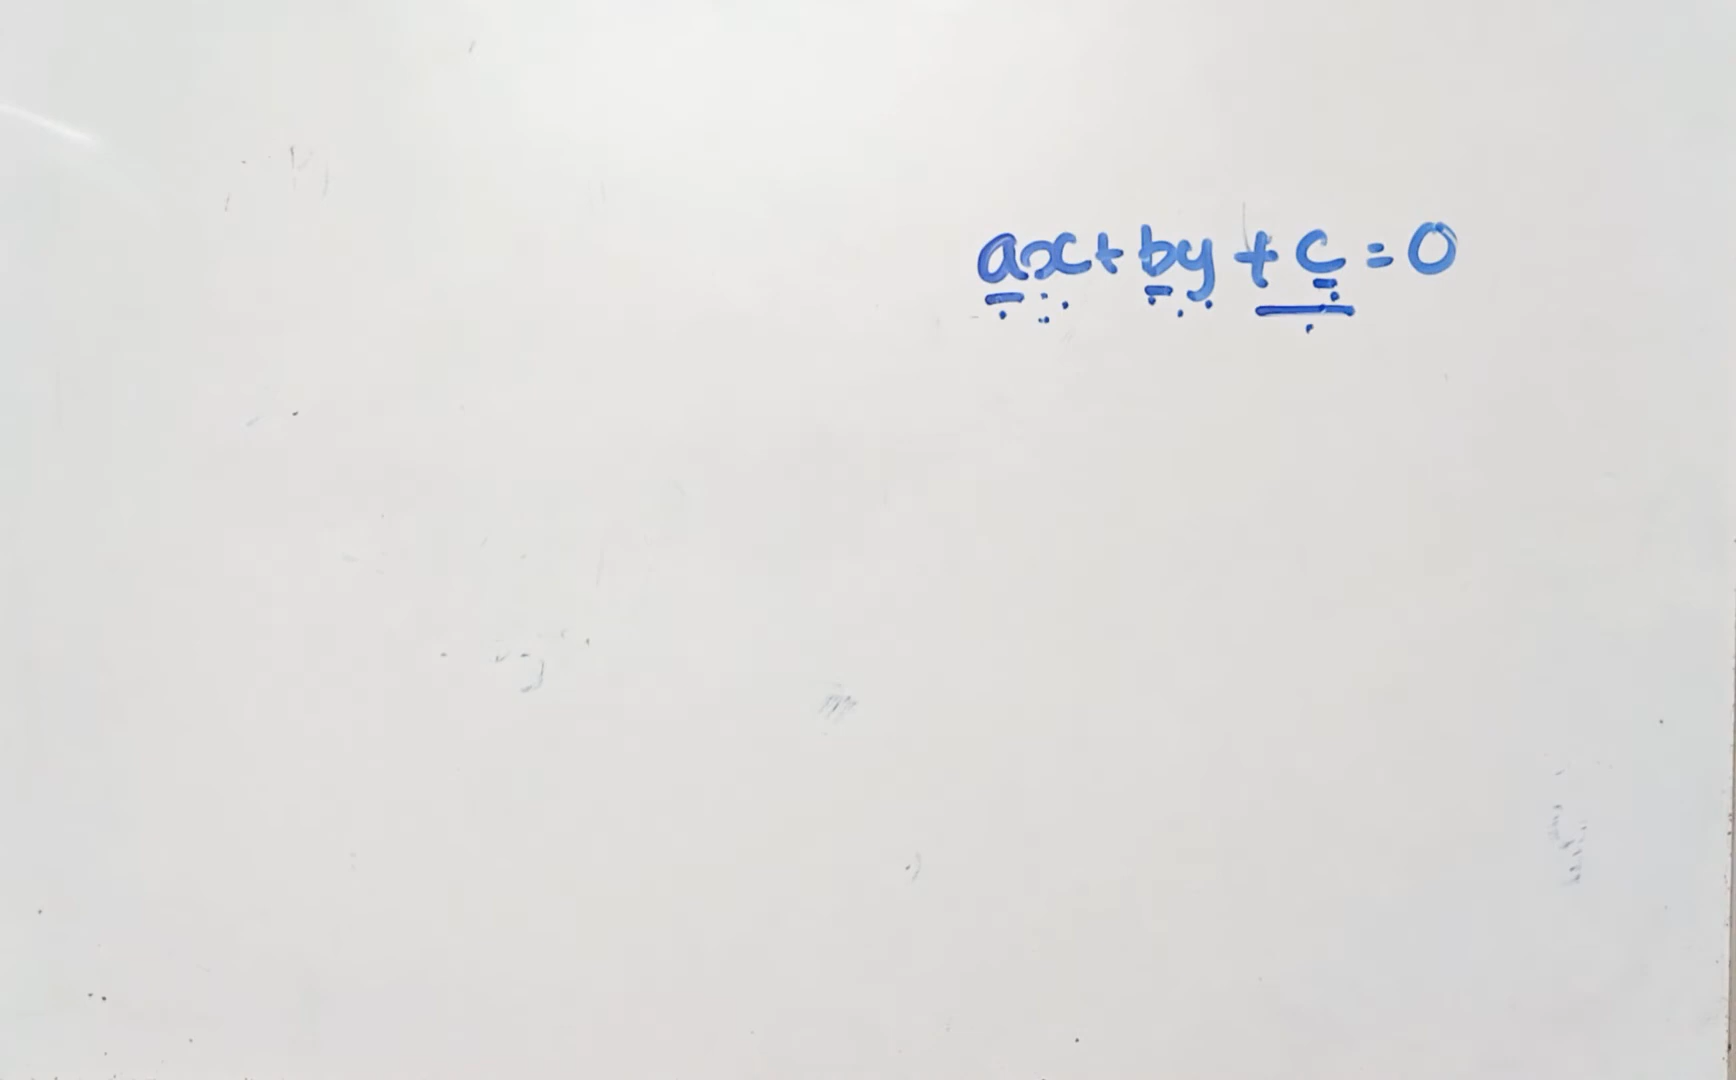 ax + by + c = 0